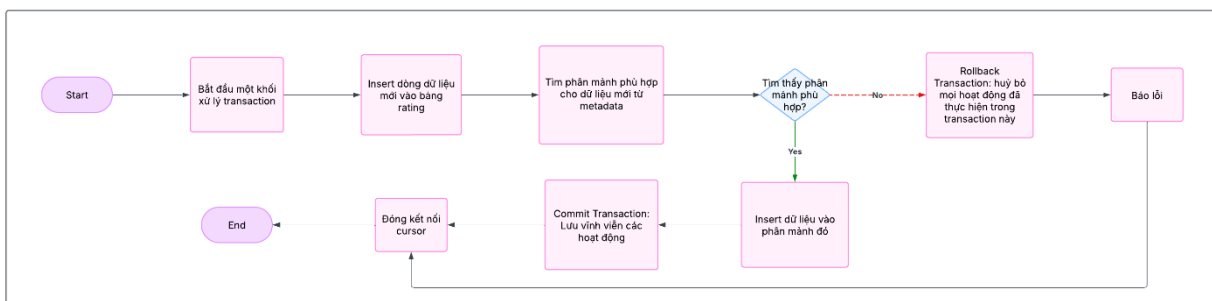 Start
Bắt đầu một khối
xử lý transaction
Insert dòng dữ liệu
mới vào bảng
rating
Tìm phân mảnh phù hợp
cho dữ liệu mới từ
metadata
Tìm thấy phân
mảnh phù
hợp?
No
Rollback
Transaction: huỷ bỏ
mọi hoạt động đã
thực hiện trong
transaction này
Báo lỗi
Yes
Insert dữ liệu vào
phân mảnh đó
Commit Transaction:
Lưu vĩnh viễn các
hoạt động
Đóng kết nối
cursor
End